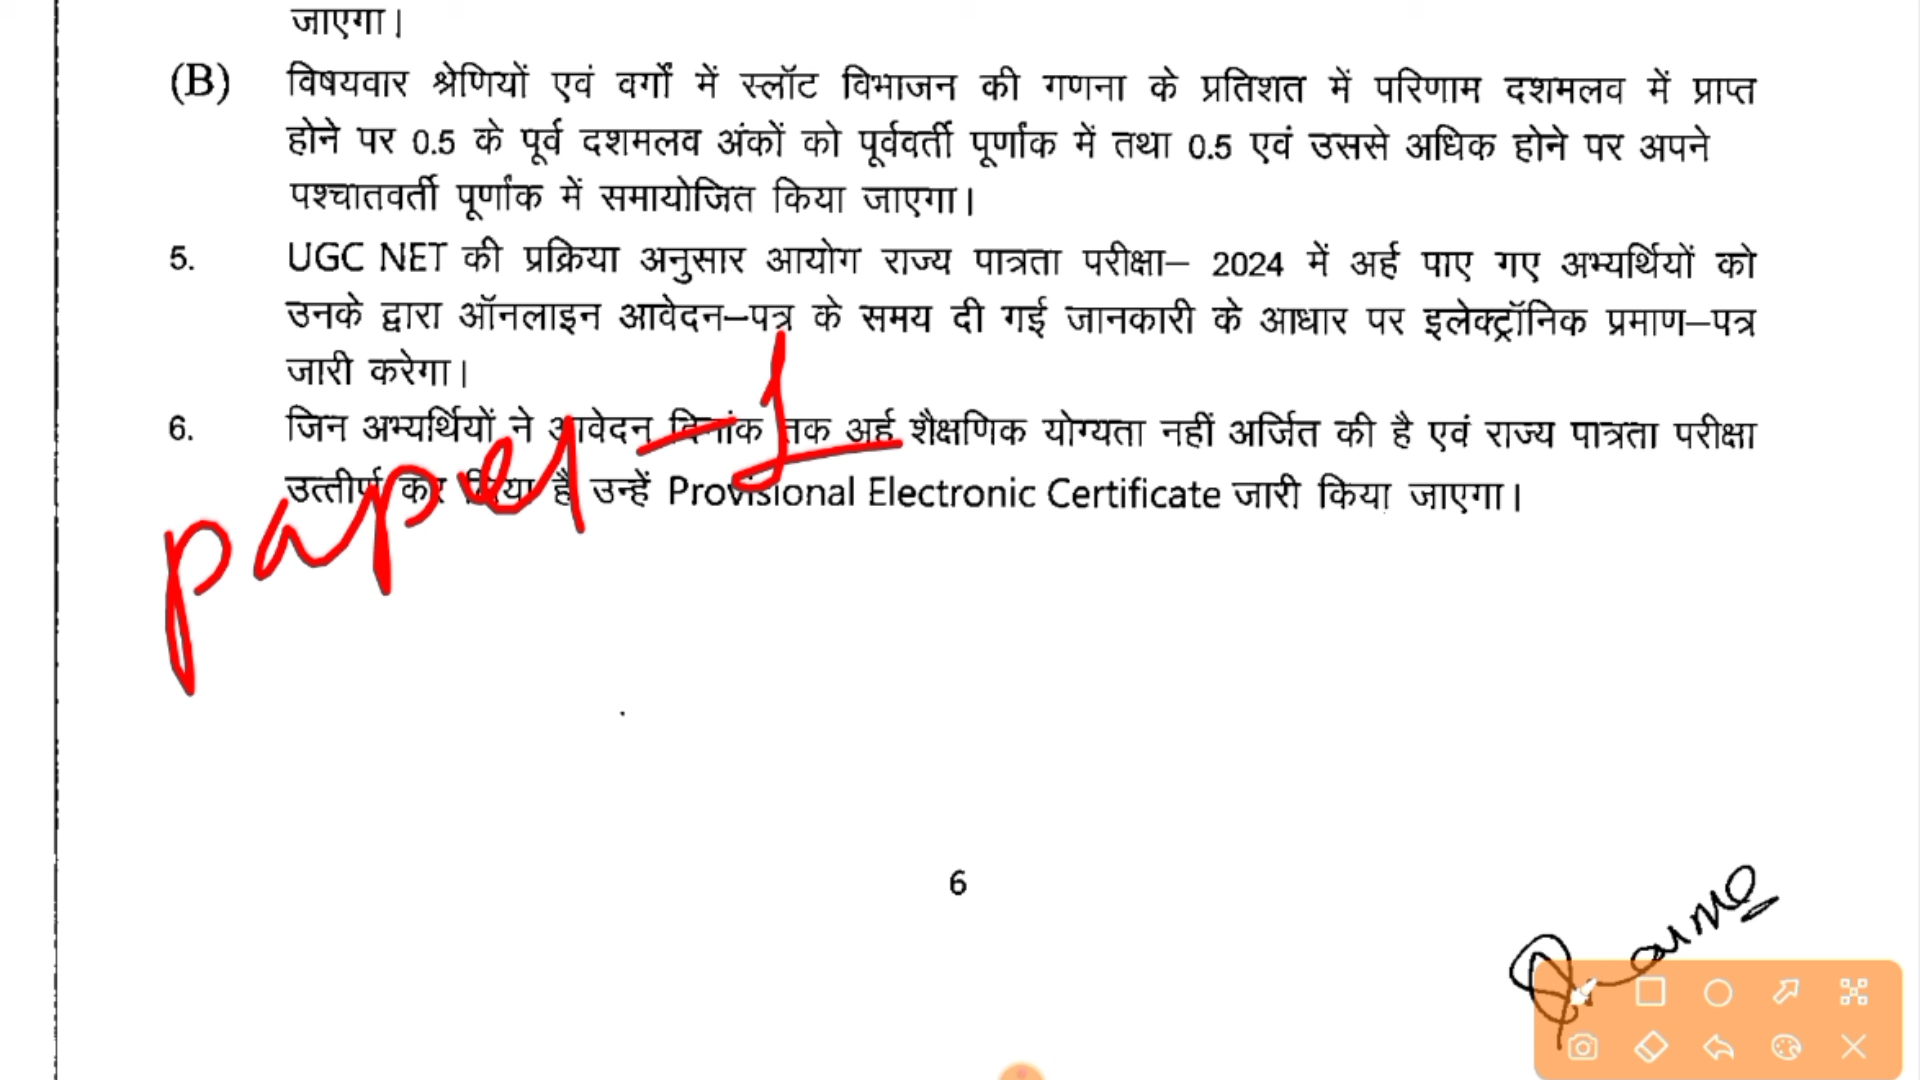 जाएगा।
(B) विषयवार श्रेणियों एवं वर्गों में स्लॉट विभाजन की गणना के प्रतिशत में परिणाम दशमलव में प्राप्त
होने पर 0.5 के पूर्व दशमलव अंकों को पूर्ववर्ती पूर्णांक में तथा 0.5 एवं उससे अधिक होने पर अपने
पश्चातवर्ती पूर्णांक में समायोजित किया जाएगा।
5. UGC NET की प्रक्रिया अनुसार आयोग राज्य पात्रता परीक्षा– 2024 में अर्ह पाए गए अभ्यर्थियों को
उनके द्वारा ऑनलाइन आवेदन–पत्र के समय दी गई जानकारी के आधार पर इलेक्ट्रॉनिक प्रमाण–पत्र
जारी करेगा।
6. जिन अभ्यर्थियों ने आवेदन दिनांक तक अर्ह शैक्षणिक योग्यता नहीं अर्जित की है एवं राज्य पात्रता परीक्षा
उत्तीर्ण कर लिया है उन्हें Provisional Electronic Certificate जारी किया जाएगा।
paper-1
6